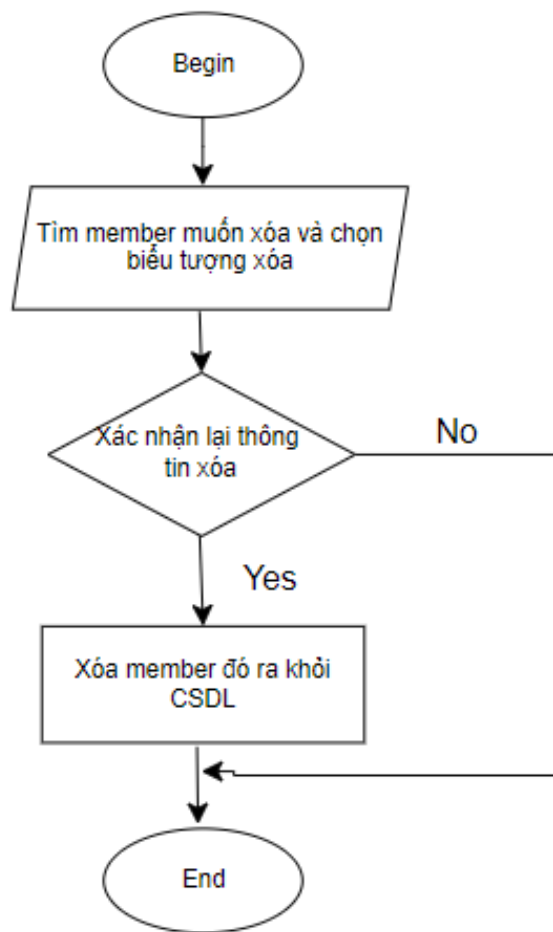 Begin
Tìm member muốn xóa và chọn
biểu tượng xóa
Xác nhận lại thông
tin xóa
No
Yes
Xóa member đó ra khỏi
CSDL
End